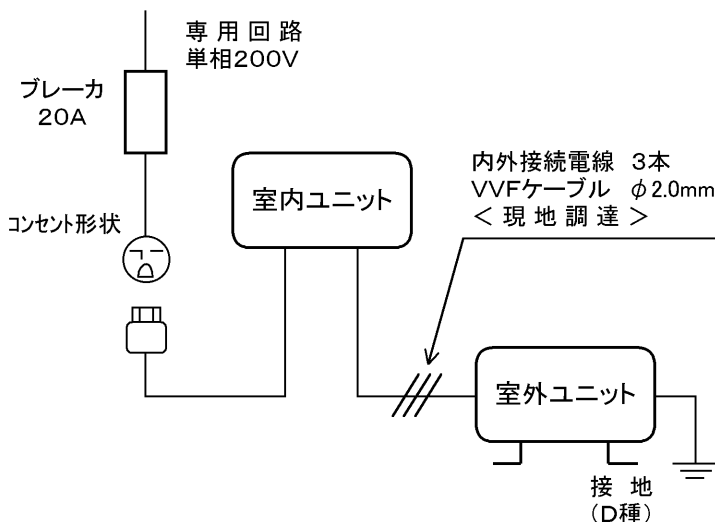 専用回路
単相200V
ブレーカ
20A
コンセント形状
室内ユニット
内外接続電線 3本
VVFケーブル φ2.0mm
＜現地調達＞
室外ユニット
接地
（D種）